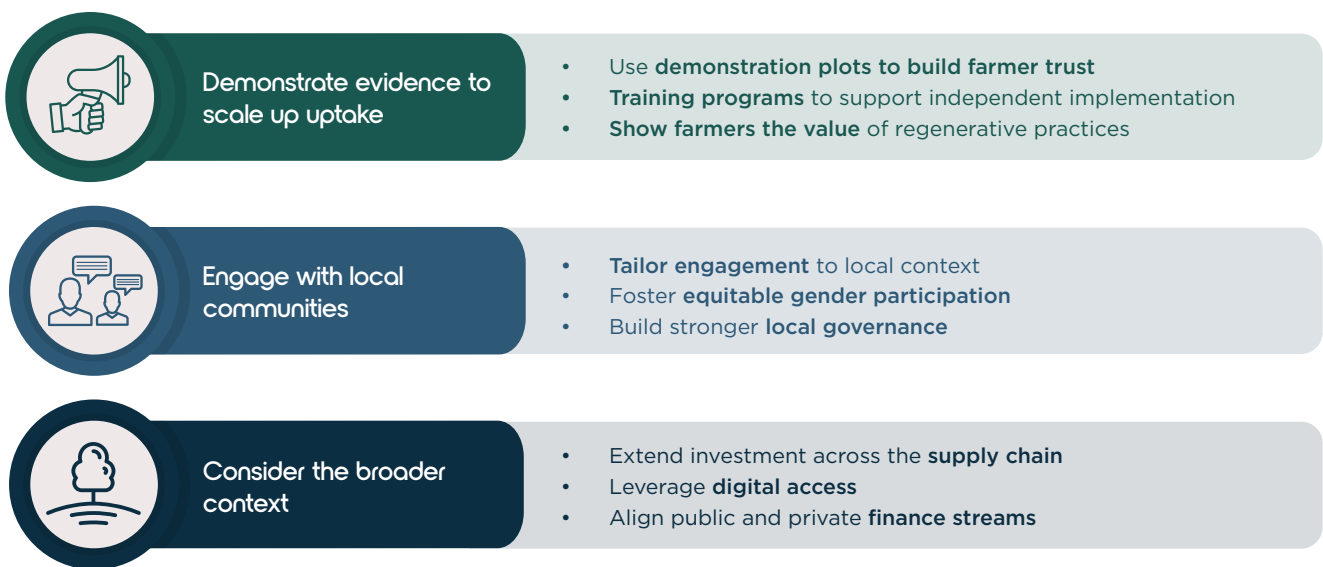 Demonstrate evidence to
scale up uptake
• Use demonstration plots to build farmer trust
• Training programs to support independent implementation
• Show farmers the value of regenerative practices
Engage with local
communities
• Tailor engagement to local context
• Foster equitable gender participation
• Build stronger local governance
Consider the broader
context
• Extend investment across the supply chain
• Leverage digital access
• Align public and private finance streams